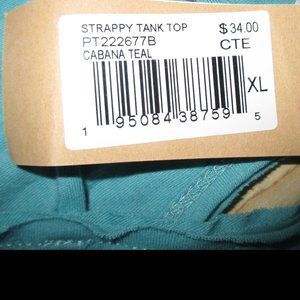 STRAPPY TANK TOP $34.00
PT222677B CTE
CABANA TEAL
XL
1 95084 38759 5